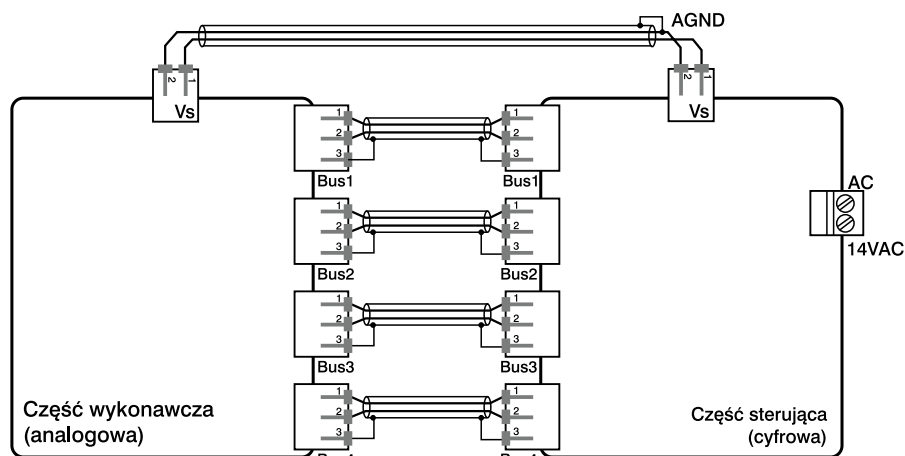 AGND
2 1
Vs
2 1
Vs
1
2
3
Bus1
1
2
3
Bus1
AC
14VAC
1
2
3
Bus2
1
2
3
Bus2
1
2
3
Bus3
1
2
3
Bus3
1
2
3
1
2
3
Część wykonawcza
(analogowa)
Część sterująca
(cyfrowa)